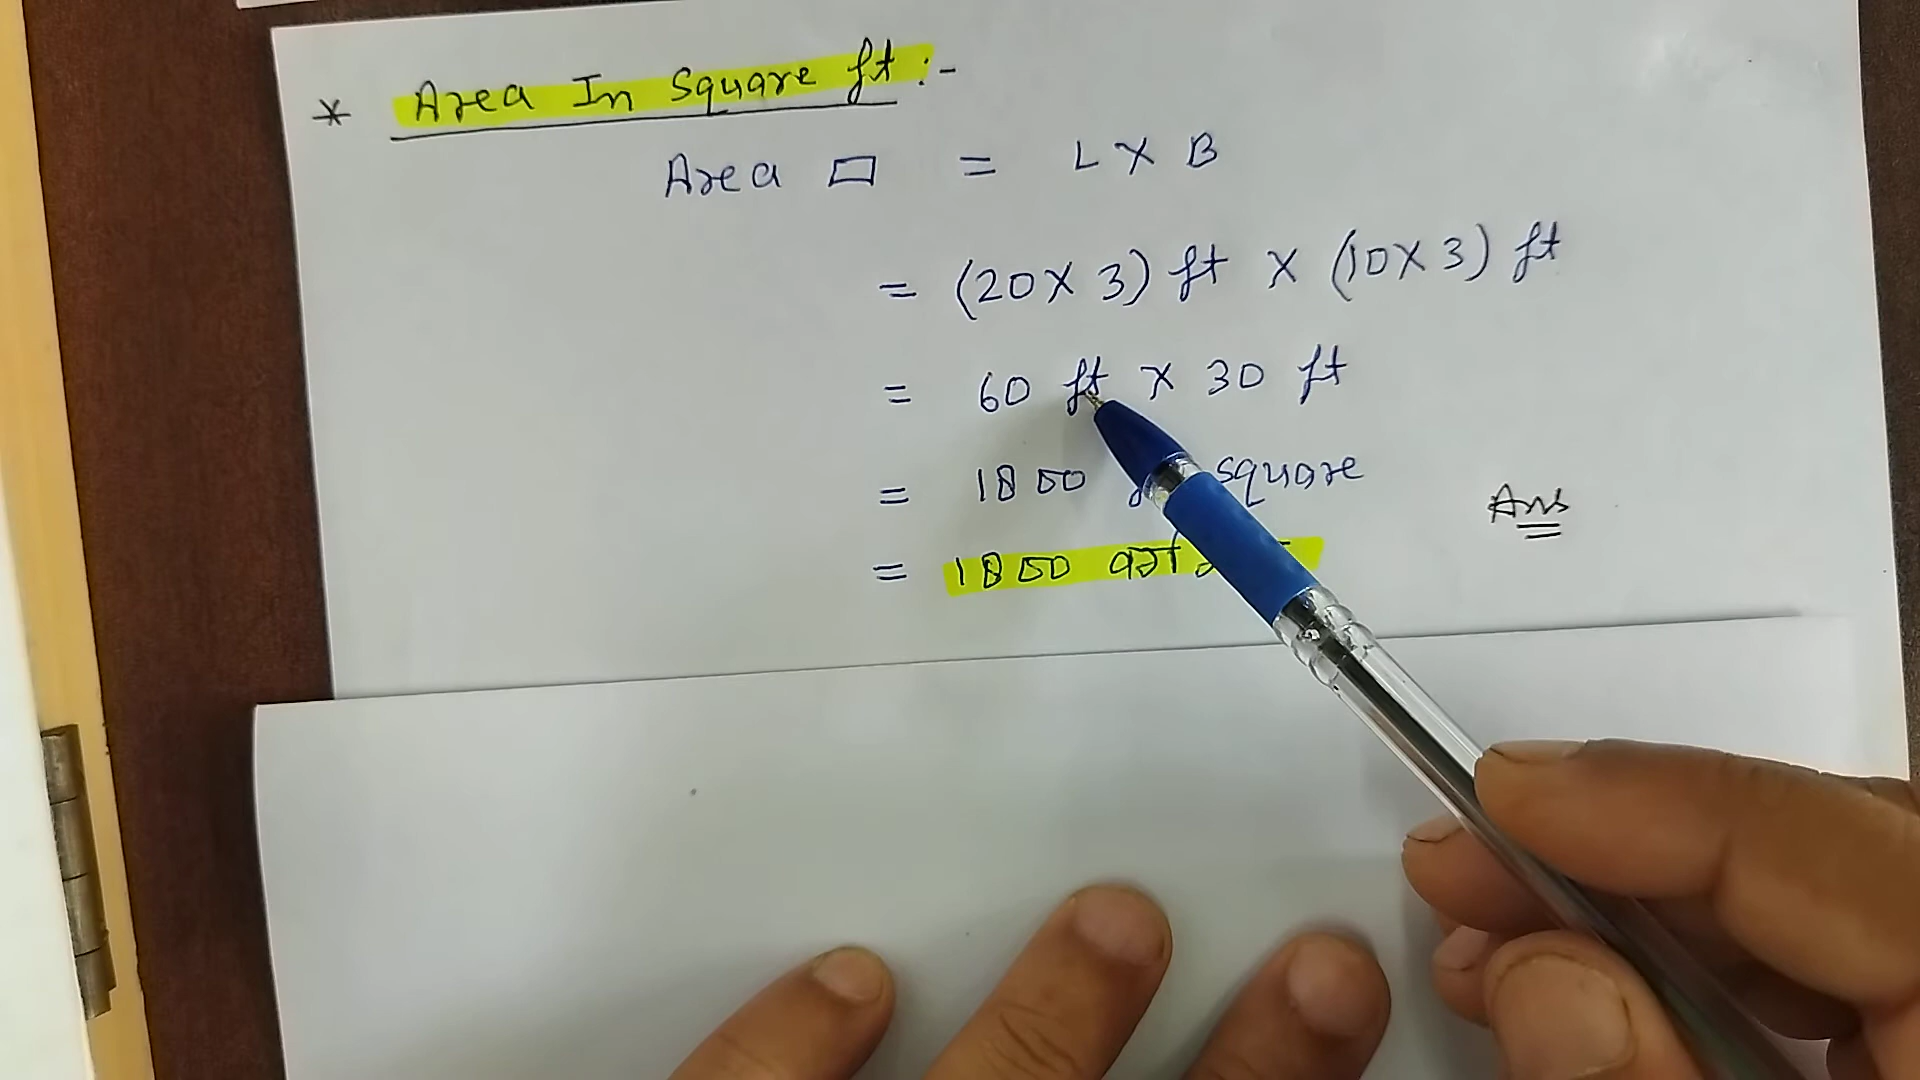 * Area In Square ft :-
Area ▭ = L X B
= (20 X 3) ft X (10 X 3) ft
= 60 ft X 30 ft
= 1800 square
= 1800 वर्ग
Ans